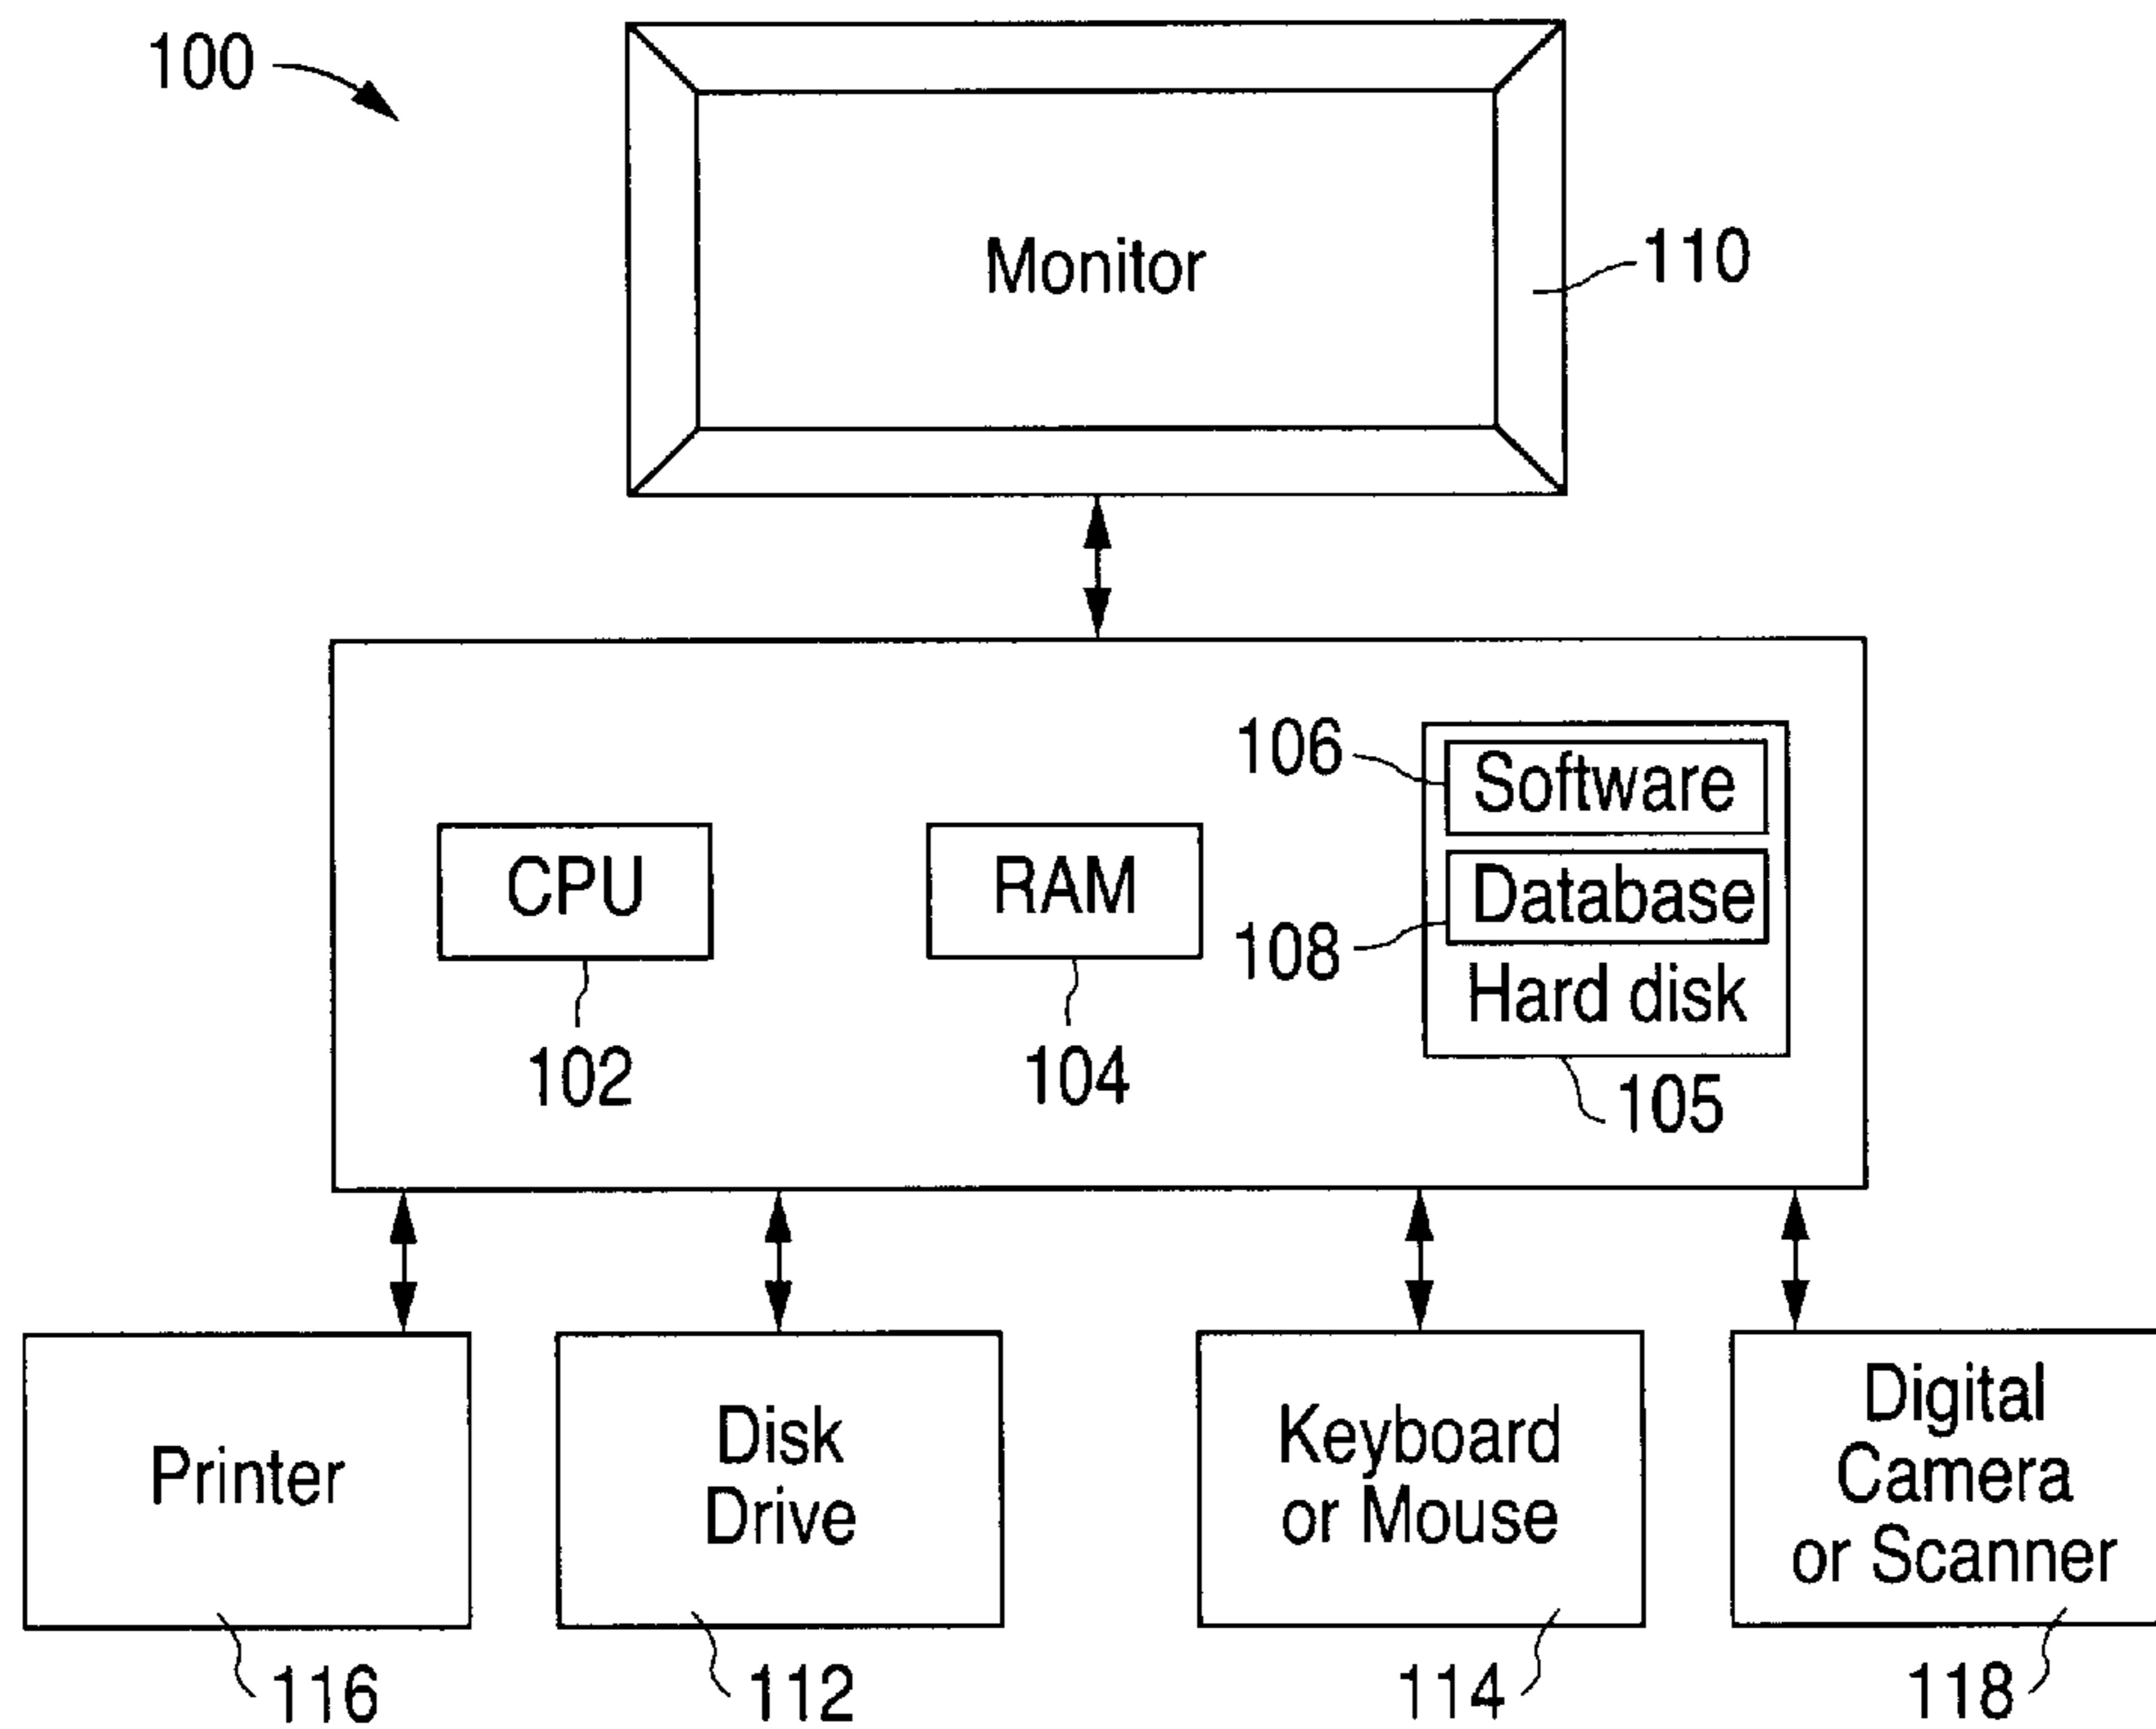 100
Monitor
110
106
Software
CPU
RAM
Database
108
Hard disk
102
104
105
Printer
Disk
Drive
Keyboard
or Mouse
Digital
Camera
or Scanner
116
112
114
118